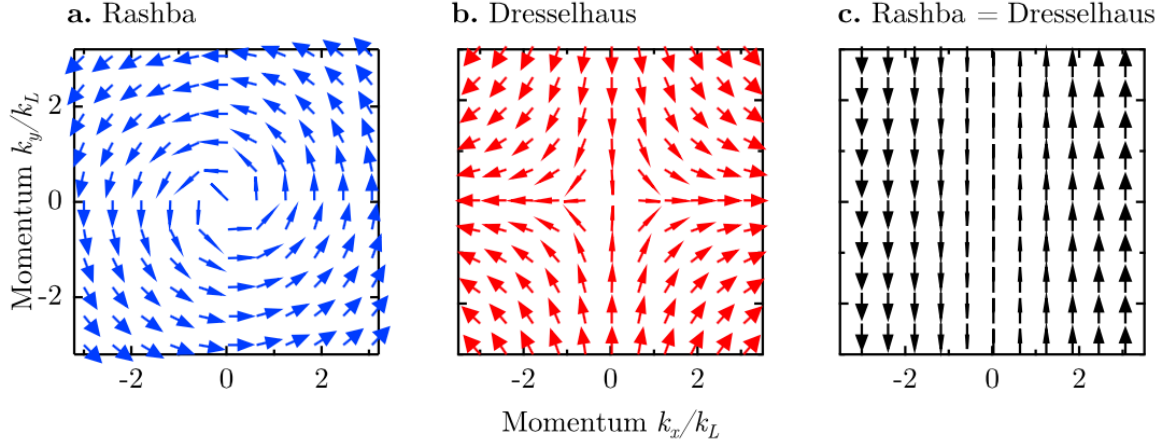 a. Rashba
b. Dresselhaus
c. Rashba = Dresselhaus
Momentum k_y/k_L
2
0
-2
-2 0 2
-2 0 2
-2 0 2
Momentum k_x/k_L